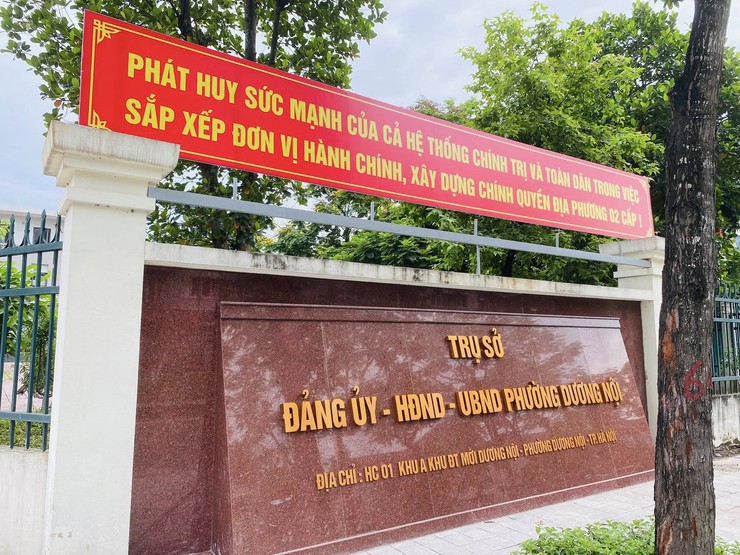 PHÁT HUY SỨC MẠNH CỦA CẢ HỆ THỐNG CHÍNH TRỊ VÀ TOÀN DÂN TRONG VIỆC
SẮP XẾP ĐƠN VỊ HÀNH CHÍNH, XÂY DỰNG CHÍNH QUYỀN ĐỊA PHƯƠNG 02 CẤP !
TRỤ SỞ
ĐẢNG ỦY - HĐND - UBND PHƯỜNG DƯƠNG NỘI
ĐỊA CHỈ : HC 01 KHU A KHU ĐT MỚI DƯƠNG NỘI - PHƯỜNG DƯƠNG NỘI - TP. HÀ NỘI